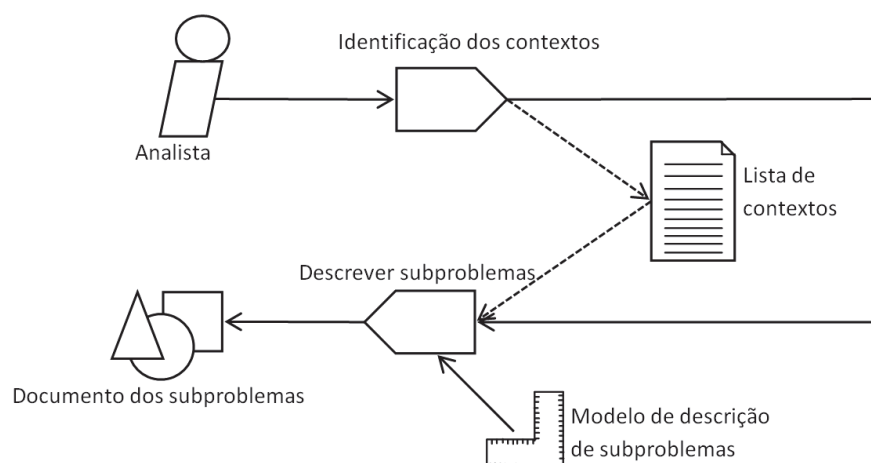 Identificação dos contextos
Analista
Lista de
contextos
Descrever subproblemas
Documento dos subproblemas
Modelo de descrição
de subproblemas